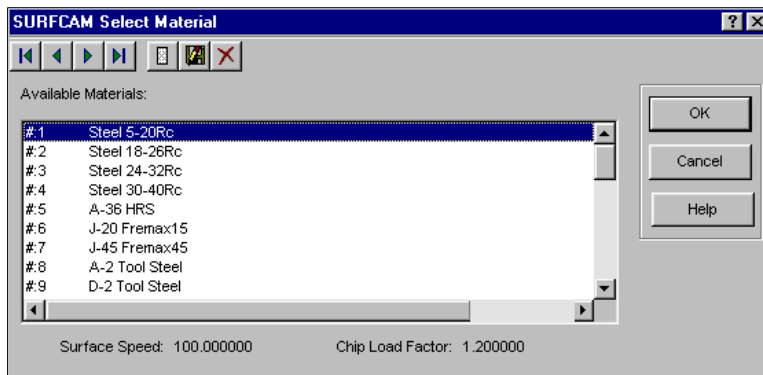 SURFCAM Select Material
Available Materials:
#:1 Steel 5-20Rc
#:2 Steel 18-26Rc
#:3 Steel 24-32Rc
#:4 Steel 30-40Rc
#:5 A-36 HRS
#:6 J-20 Fremax15
#:7 J-45 Fremax45
#:8 A-2 Tool Steel
#:9 D-2 Tool Steel
OK
Cancel
Help
Surface Speed: 100.000000 Chip Load Factor: 1.200000